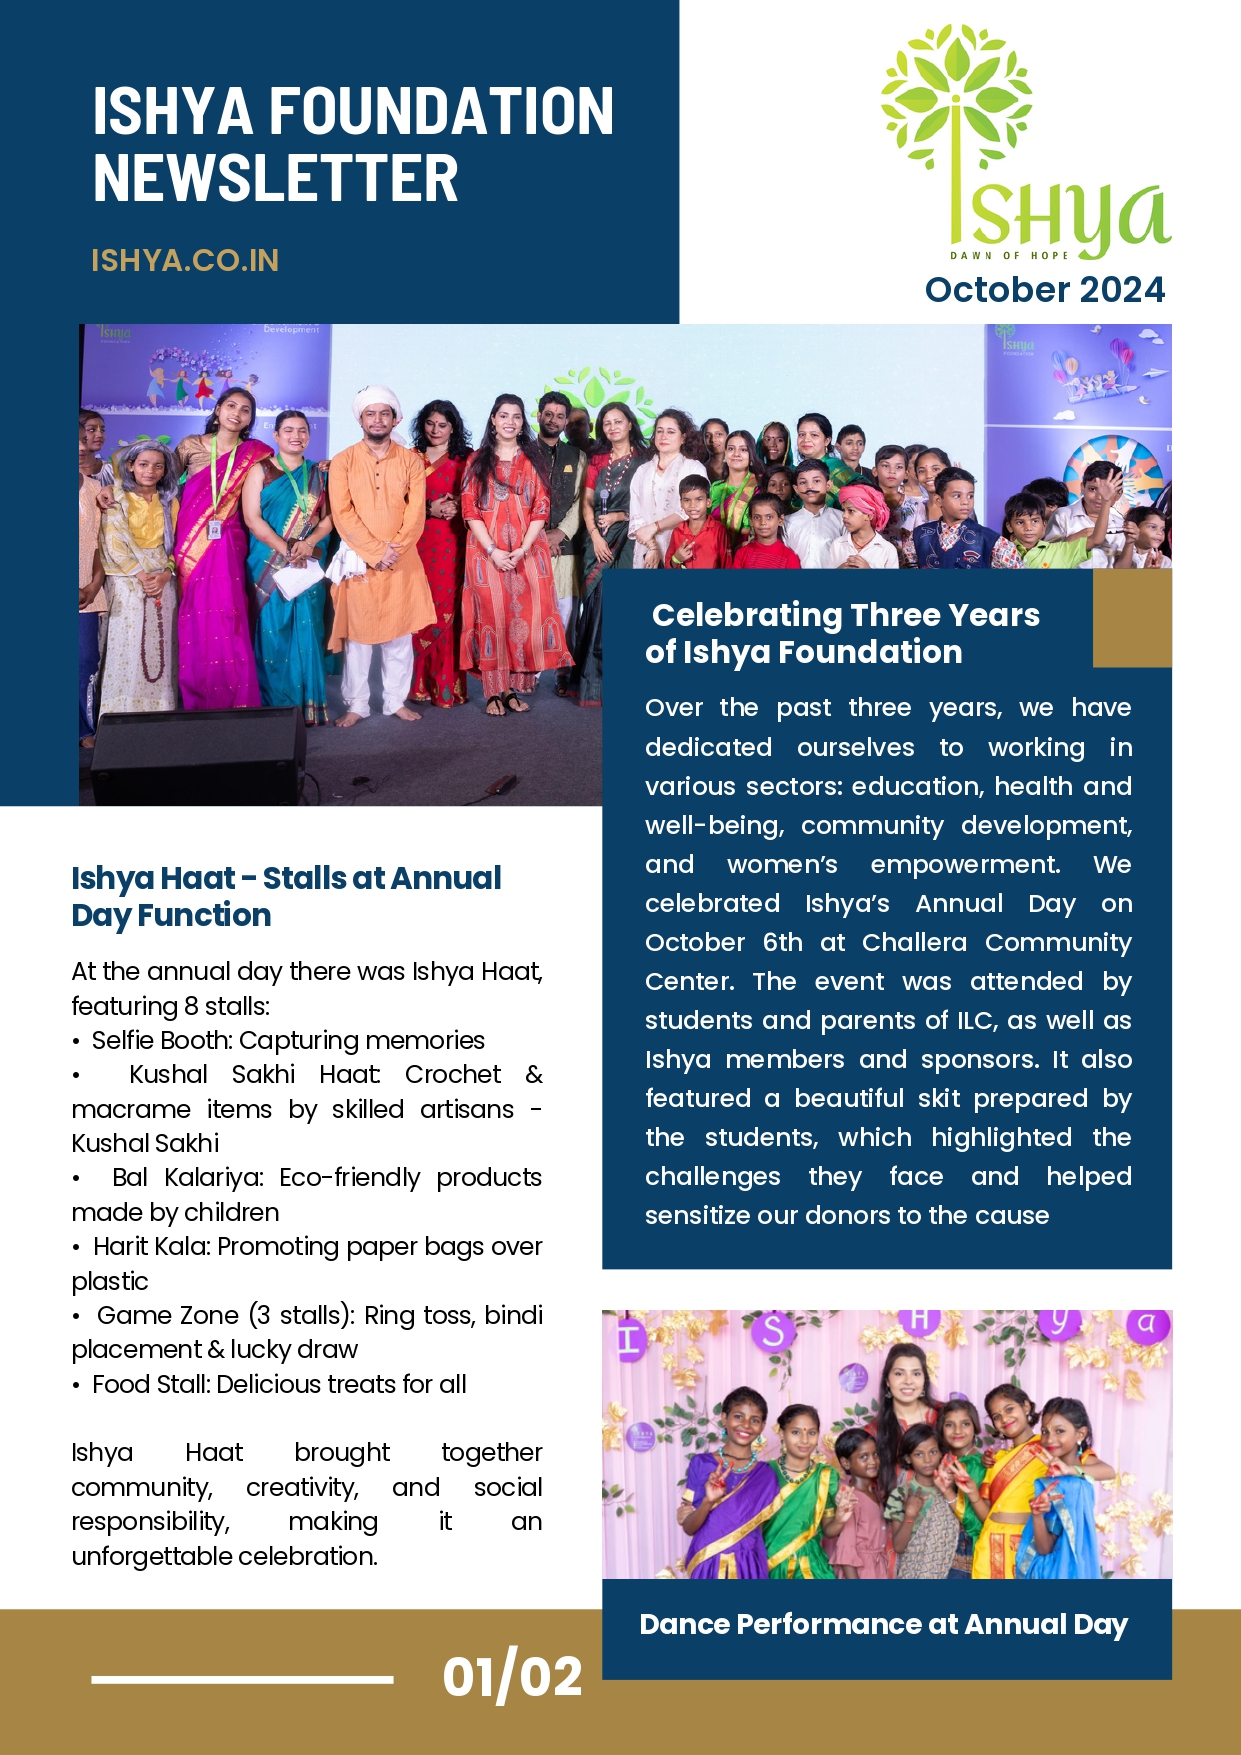 ISHYA FOUNDATION
NEWSLETTER
ISHYA.CO.IN
ISHYA
DAWN OF HOPE
October 2024
Ishya
Development
Ishya
FOUNDATION
Celebrating Three Years
of Ishya Foundation
Over the past three years, we have
dedicated ourselves to working in
various sectors: education, health and
well-being, community development,
and women’s empowerment. We
celebrated Ishya’s Annual Day on
October 6th at Challera Community
Center. The event was attended by
students and parents of ILC, as well as
Ishya members and sponsors. It also
featured a beautiful skit prepared by
the students, which highlighted the
challenges they face and helped
sensitize our donors to the cause
Ishya Haat - Stalls at Annual
Day Function
At the annual day there was Ishya Haat,
featuring 8 stalls:
• Selfie Booth: Capturing memories
• Kushal Sakhi Haat: Crochet &
macrame items by skilled artisans -
Kushal Sakhi
• Bal Kalariya: Eco-friendly products
made by children
• Harit Kala: Promoting paper bags over
plastic
• Game Zone (3 stalls): Ring toss, bindi
placement & lucky draw
• Food Stall: Delicious treats for all
Ishya Haat brought together
community, creativity, and social
responsibility, making it an
unforgettable celebration.
I S H y a
Dance Performance at Annual Day
01/02